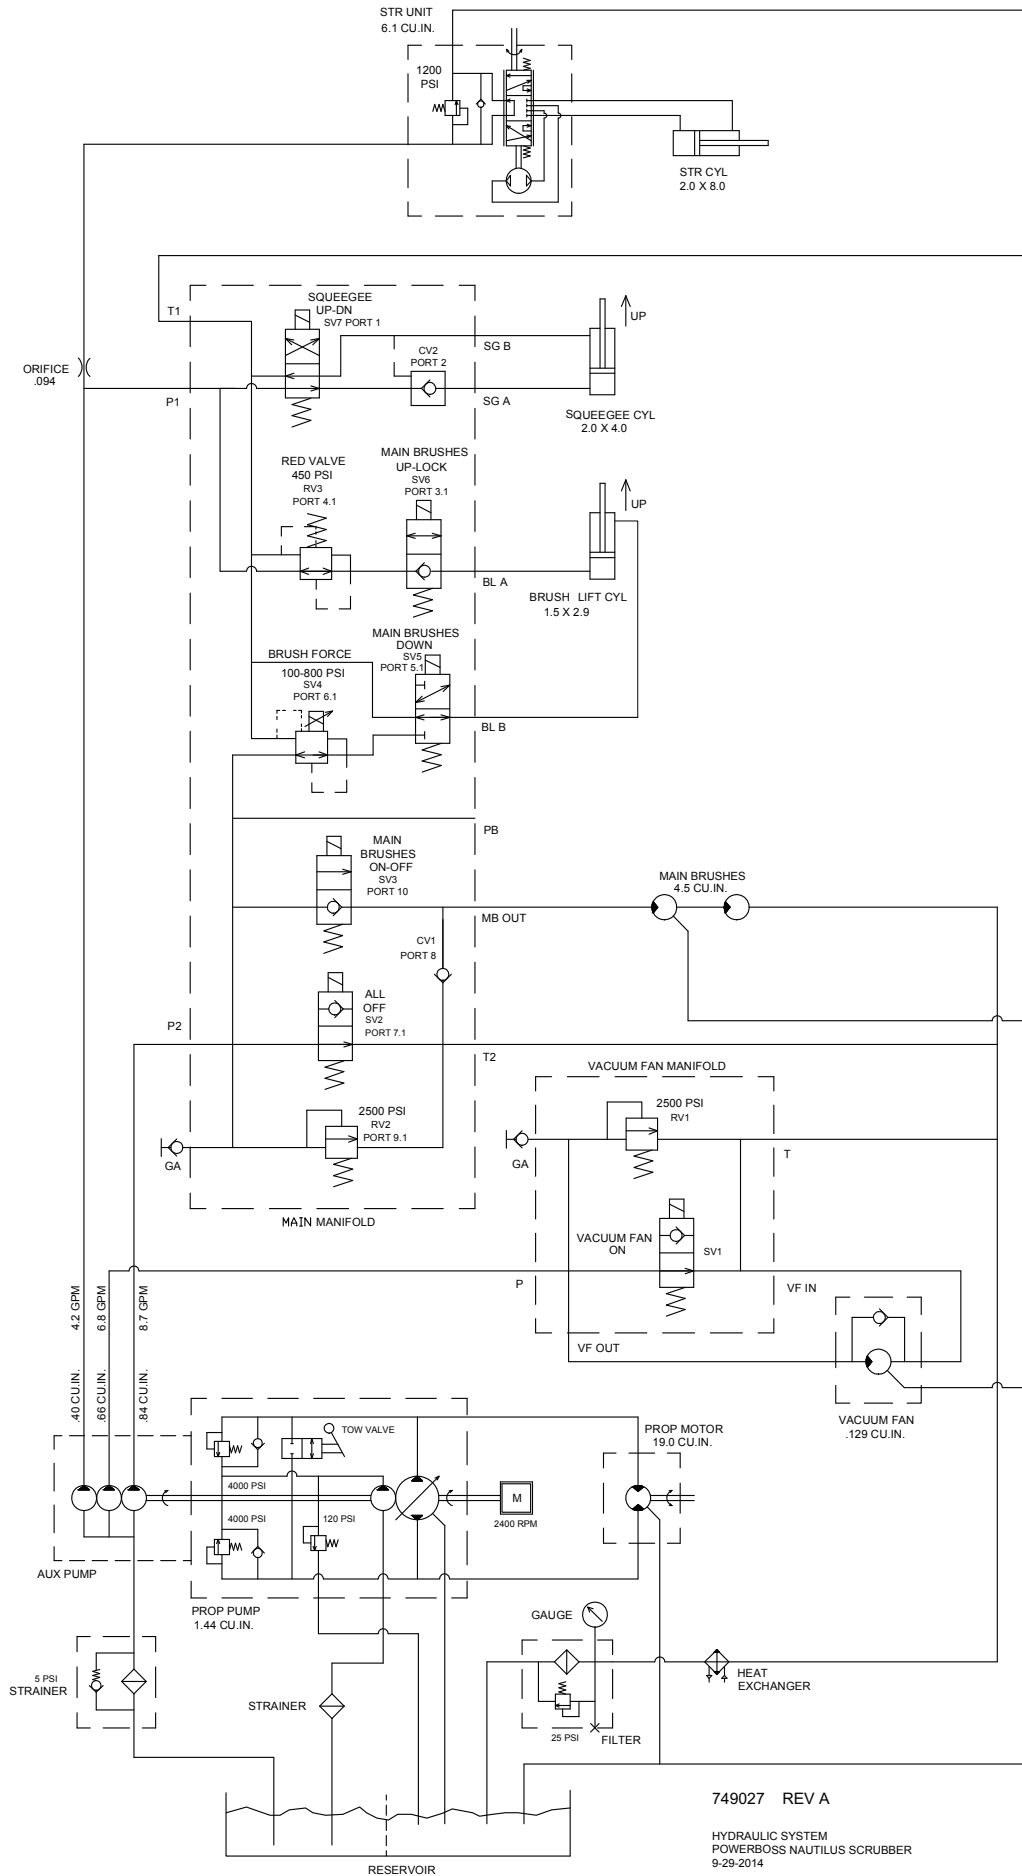 STR UNIT
6.1 CU.IN.
1200
PSI
STR CYL
2.0 X 8.0
T1
SQUEEGEE
UP-DN
SV7 PORT 1
UP
CV2
PORT 2
SG B
ORIFICE
.094
P1
SG A
SQUEEGEE CYL
2.0 X 4.0
RED VALVE
450 PSI
RV3
PORT 4.1
MAIN BRUSHES
UP-LOCK
SV6
PORT 3.1
UP
BL A
BRUSH LIFT CYL
1.5 X 2.9
MAIN BRUSHES
DOWN
SV5
PORT 5.1
BRUSH FORCE
100-800 PSI
SV4
PORT 6.1
BL B
PB
MAIN
BRUSHES
ON-OFF
SV3
PORT 10
MAIN BRUSHES
4.5 CU.IN.
MB OUT
CV1
PORT 8
ALL
OFF
SV2
PORT 7.1
P2
T2
VACUUM FAN MANIFOLD
2500 PSI
RV2
PORT 9.1
2500 PSI
RV1
GA
GA
T
MAIN MANIFOLD
VACUUM FAN
ON
SV1
P
VF IN
4.2 GPM
6.8 GPM
8.7 GPM
VF OUT
.40 CU.IN.
.66 CU.IN.
.84 CU.IN.
VACUUM FAN
.129 CU.IN.
TOW VALVE
PROP MOTOR
19.0 CU.IN.
4000 PSI
M
4000 PSI
120 PSI
2400 RPM
AUX PUMP
PROP PUMP
1.44 CU.IN.
GAUGE
5 PSI
STRAINER
STRAINER
HEAT
EXCHANGER
25 PSI
FILTER
749027 REV A
HYDRAULIC SYSTEM
POWERBOSS NAUTILUS SCRUBBER
9-29-2014
RESERVOIR